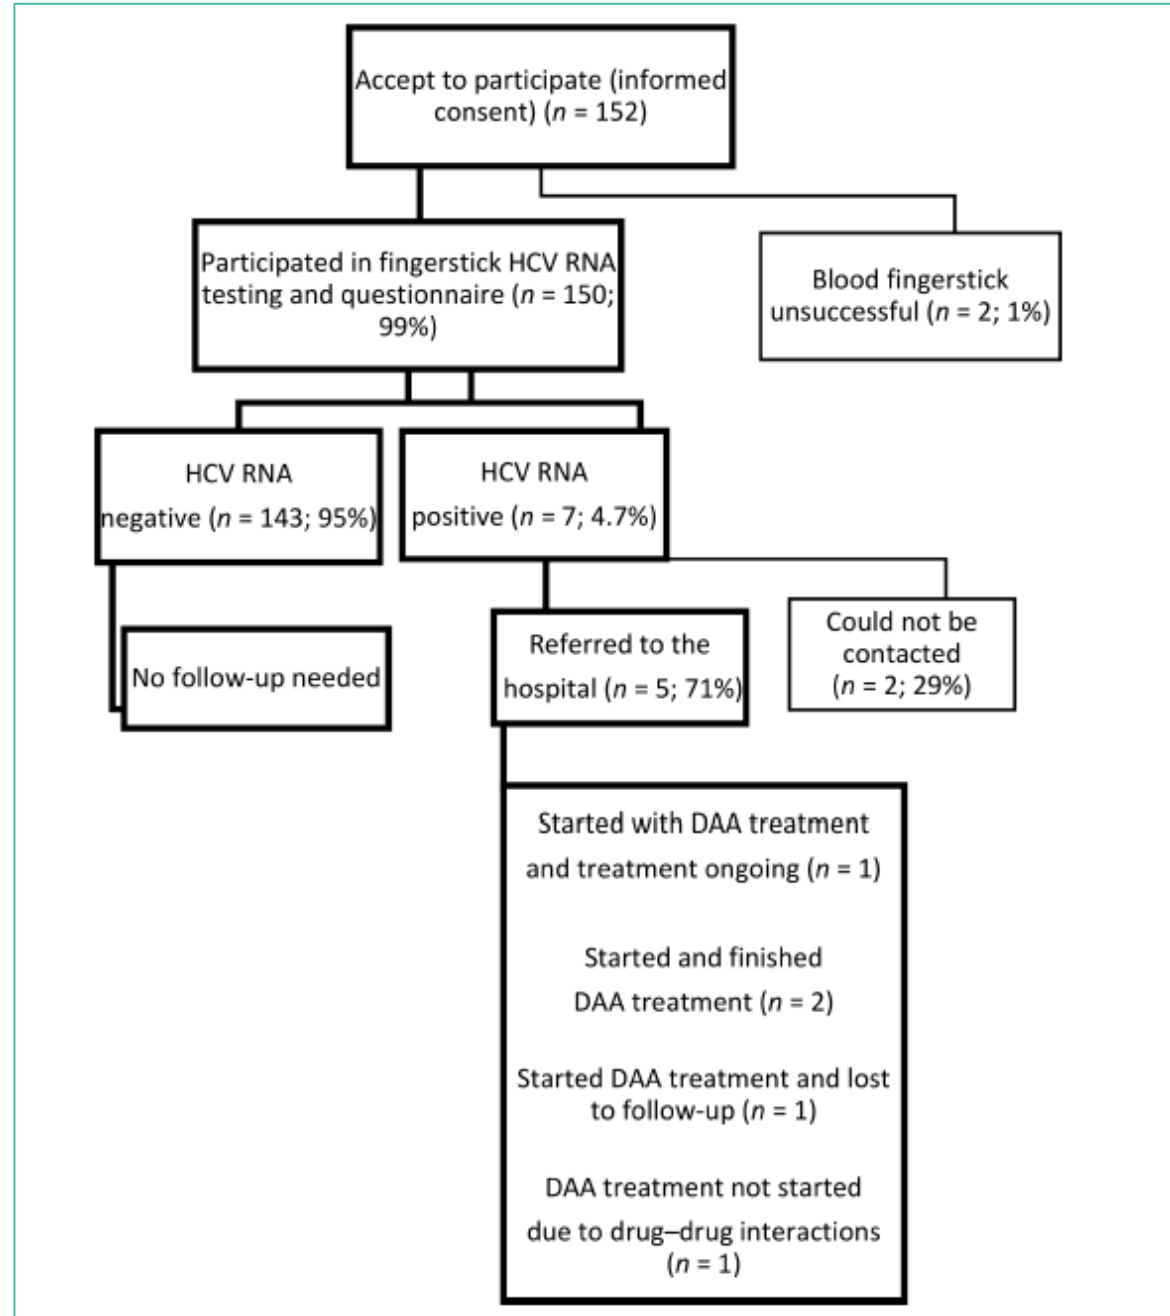 Accept to participate (informed
consent) (n = 152)
Participated in fingerstick HCV RNA
testing and questionnaire (n = 150;
99%)
Blood fingerstick
unsuccessful (n = 2; 1%)
HCV RNA
negative (n = 143; 95%)
HCV RNA
positive (n = 7; 4.7%)
No follow-up needed
Referred to the
hospital (n = 5; 71%)
Could not be
contacted
(n = 2; 29%)
Started with DAA treatment
and treatment ongoing (n = 1)
Started and finished
DAA treatment (n = 2)
Started DAA treatment and lost
to follow-up (n = 1)
DAA treatment not started
due to drug–drug interactions
(n = 1)